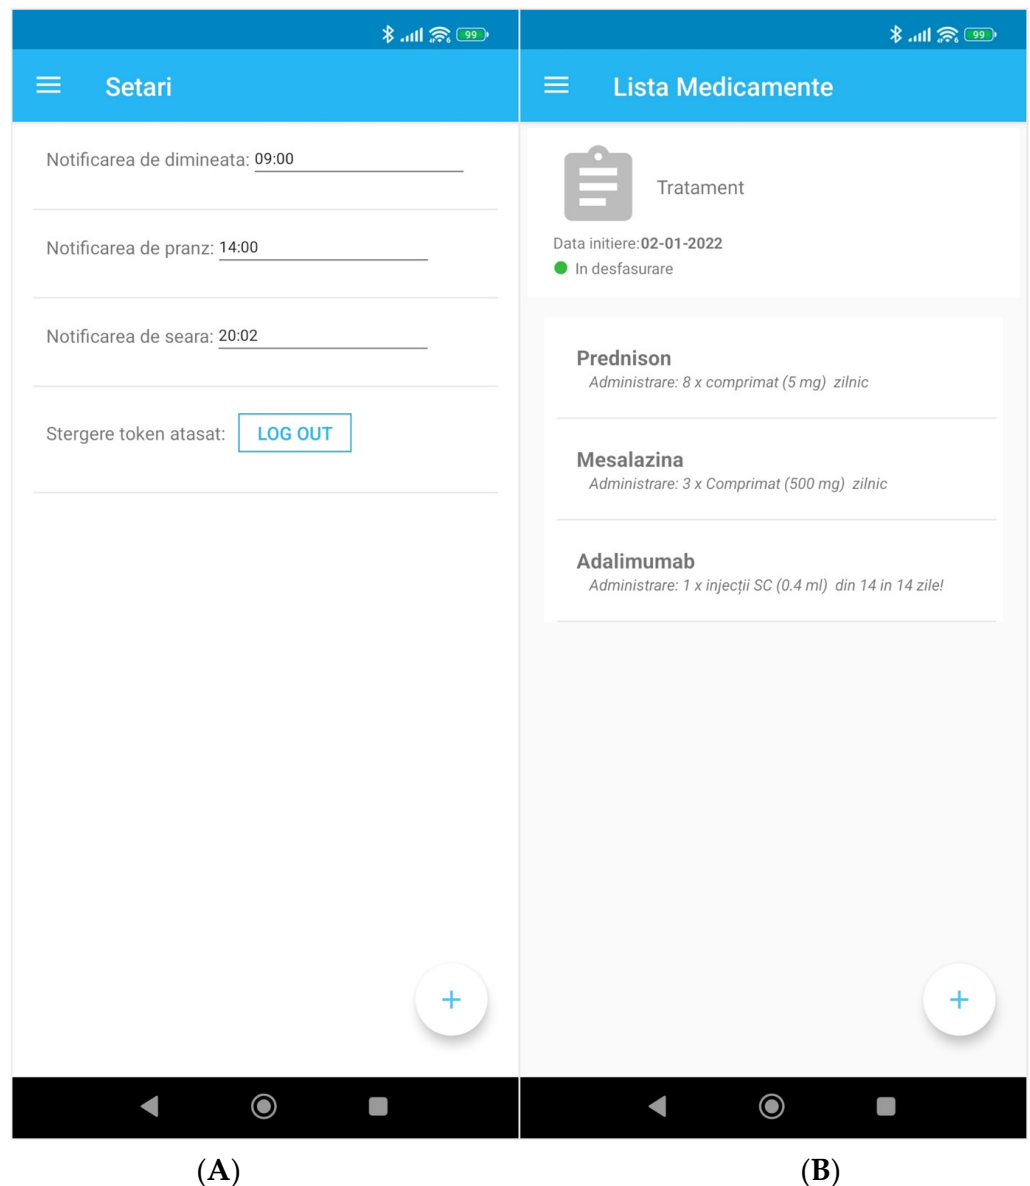 99
Setari
Notificarea de dimineata: 09:00
Notificarea de pranz: 14:00
Notificarea de seara: 20:02
Stergere token atasat: LOG OUT
+
(A)
99
Lista Medicamente
Tratament
Data initiere:02-01-2022
In desfasurare
Prednison
Administrare: 8 x comprimat (5 mg) zilnic
Mesalazina
Administrare: 3 x Comprimat (500 mg) zilnic
Adalimumab
Administrare: 1 x injecții SC (0.4 ml) din 14 in 14 zile!
+
(B)